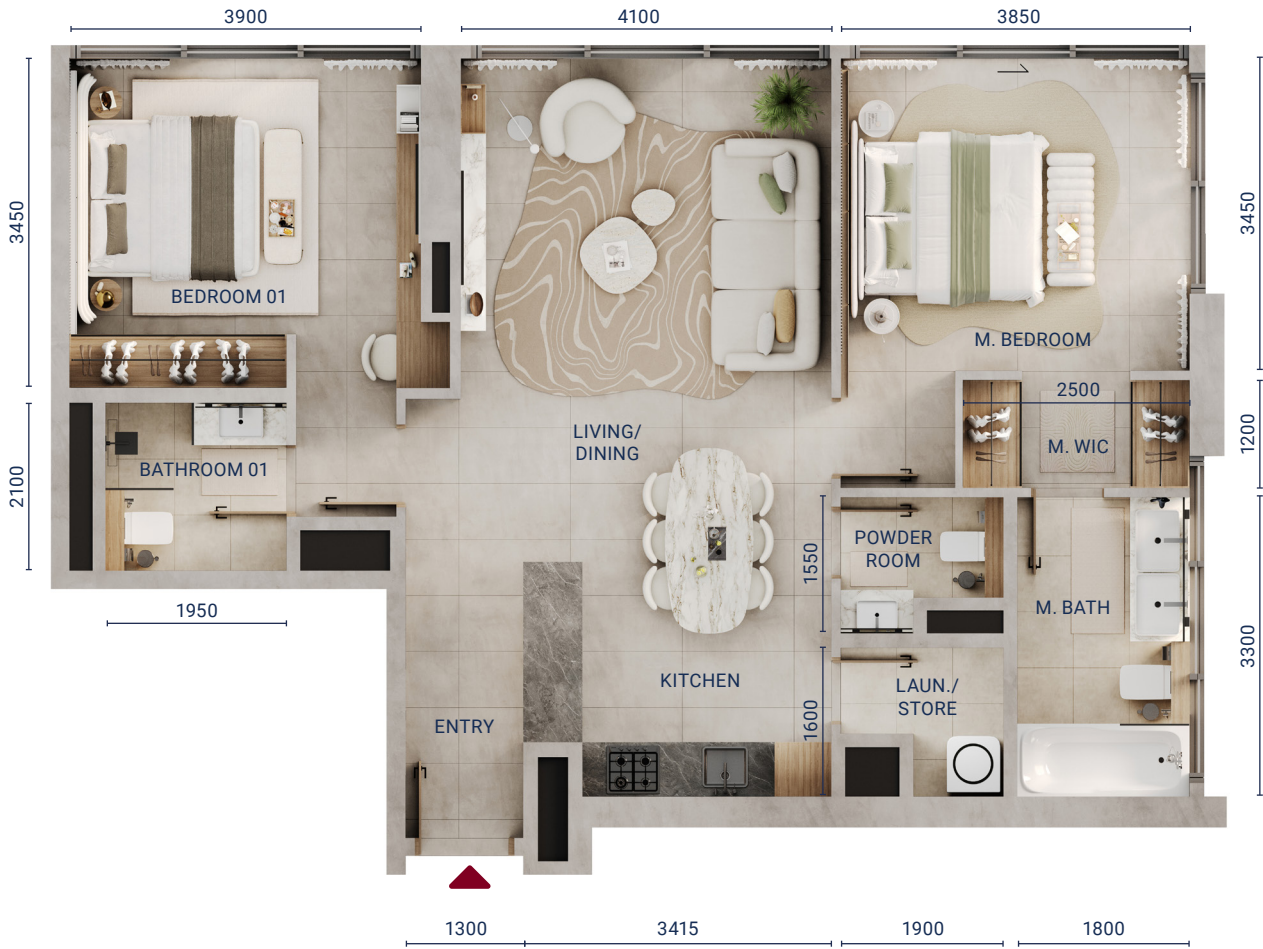 3900
4100
3850
3450
3450
BEDROOM 01
M. BEDROOM
2500
1200
M. WIC
LIVING/
DINING
2100
BATHROOM 01
1550
POWDER
ROOM
1950
M. BATH
3300
KITCHEN
1600
LAUN./
STORE
ENTRY
1300
3415
1900
1800